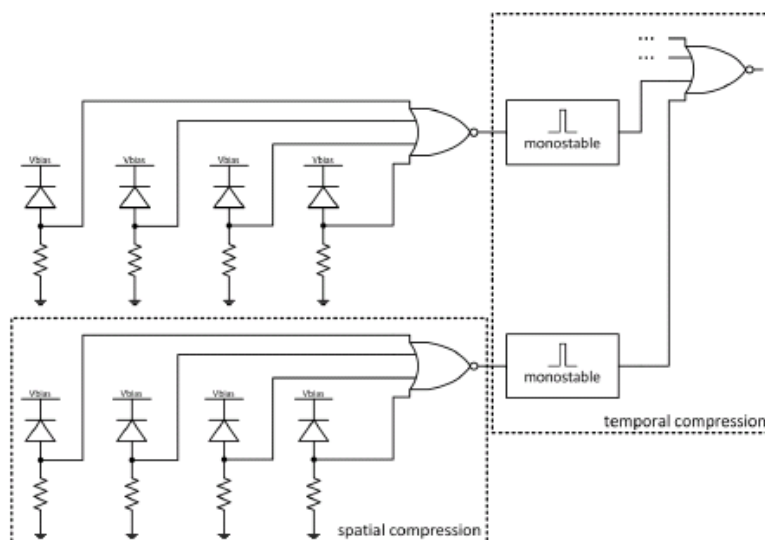 ...
...
monostable
Vbias Vbias Vbias Vbias
monostable
temporal compression
Vbias Vbias Vbias Vbias
spatial compression